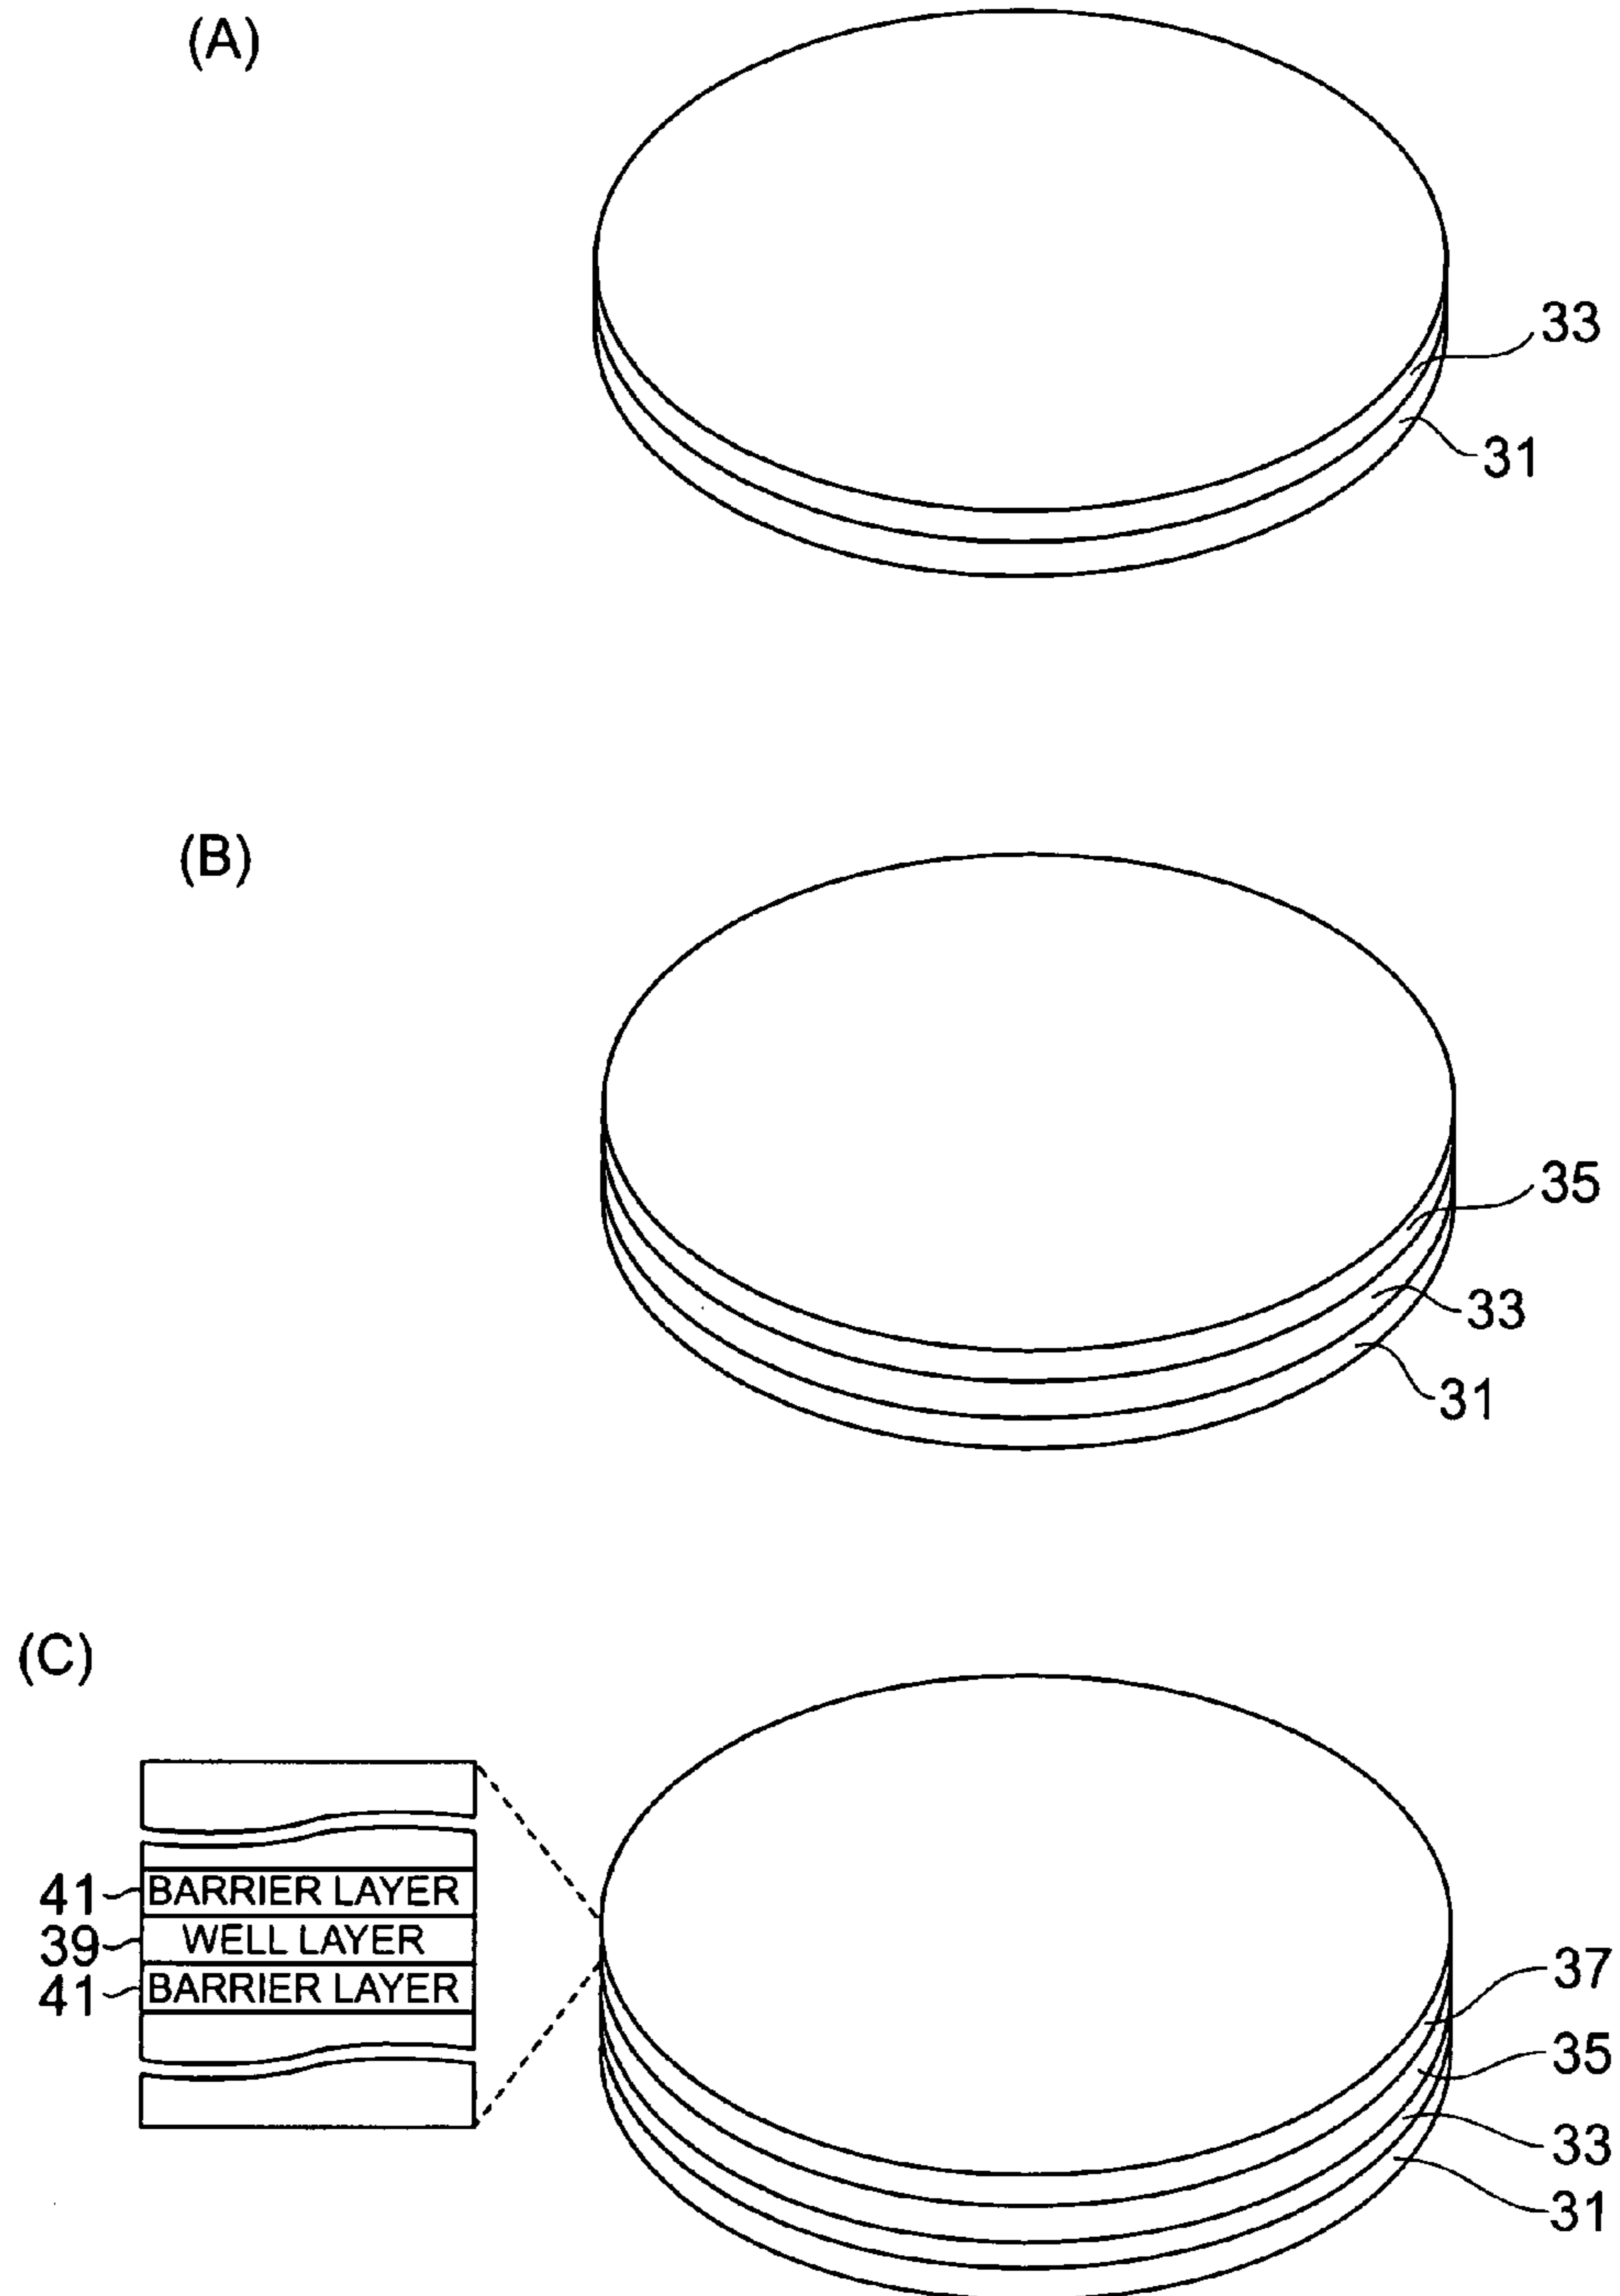 (A)
33
31
(B)
35
33
31
(C)
41 BARRIER LAYER
39 WELL LAYER
41 BARRIER LAYER
37
35
33
31